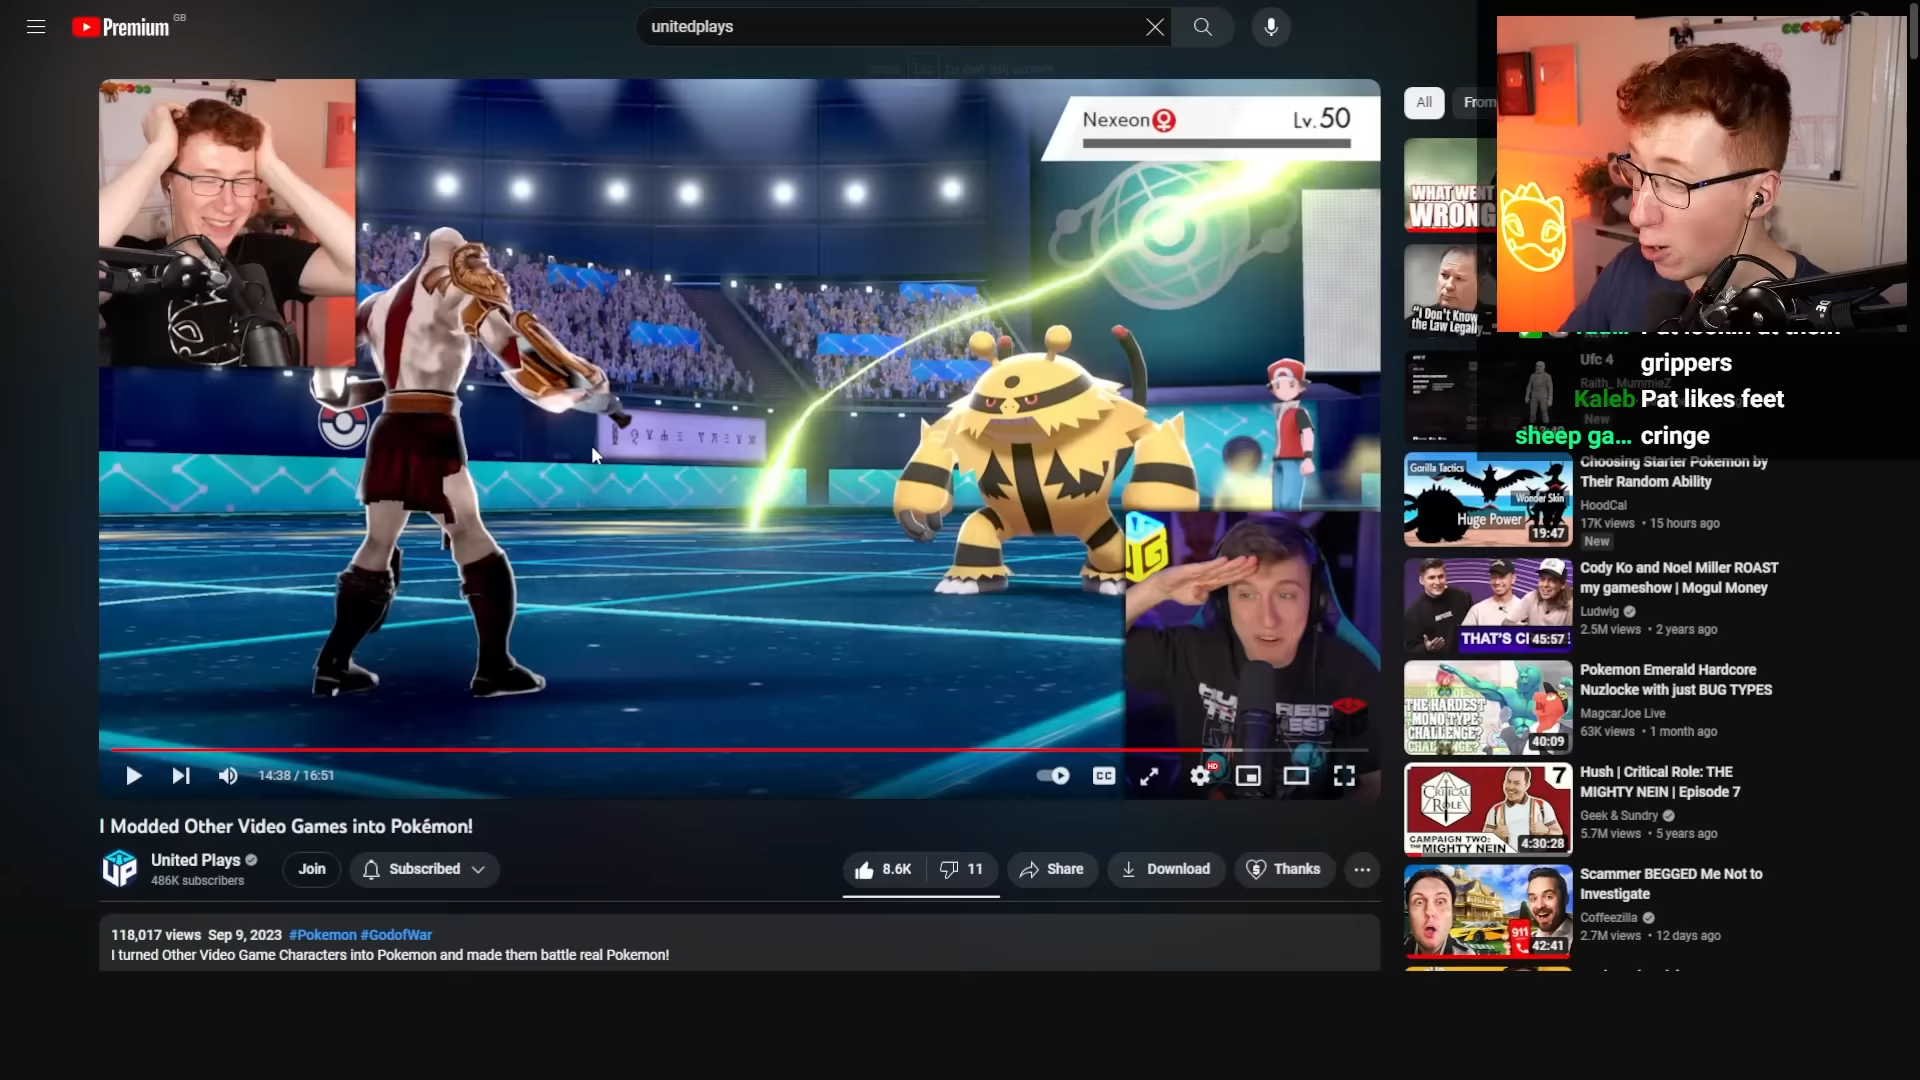 Premium GB
unitedplays
Nexeon Lv. 50
All From
WHAT WENT
WRONG
"I Don't Know
the Law Legally
New
Ufc 4
Raith_MummieZ
New
grippers
Kaleb Pat likes feet
sheep ga... cringe
Gorilla Tactics
Wonder Skin
Huge Power
19:47
Choosing Starter Pokemon by
Their Random Ability
HoodCal
17K views • 15 hours ago
New
THAT'S
45:57
Cody Ko and Noel Miller ROAST
my gameshow | Mogul Money
Ludwig
2.5M views • 2 years ago
THE HARDEST
MONO TYPE
CHALLENGE?
40:09
Pokemon Emerald Hardcore
Nuzlocke with just BUG TYPES
MagcarJoe Live
63K views • 1 month ago
CRITICAL
ROLE
7
CAMPAIGN TWO:
THE MIGHTY NEIN
4:30:28
Hush | Critical Role: THE
MIGHTY NEIN | Episode 7
Geek & Sundry
5.7M views • 5 years ago
911
42:41
Scammer BEGGED Me Not to
Investigate
Coffeezilla
2.7M views • 12 days ago
14:38 / 16:51
CC
HD
I Modded Other Video Games into Pokémon!
UP
United Plays
486K subscribers
Join
Subscribed
8.6K
11
Share
Download
Thanks
118,017 views Sep 9, 2023 #Pokemon #GodofWar
I turned Other Video Game Characters into Pokemon and made them battle real Pokemon!